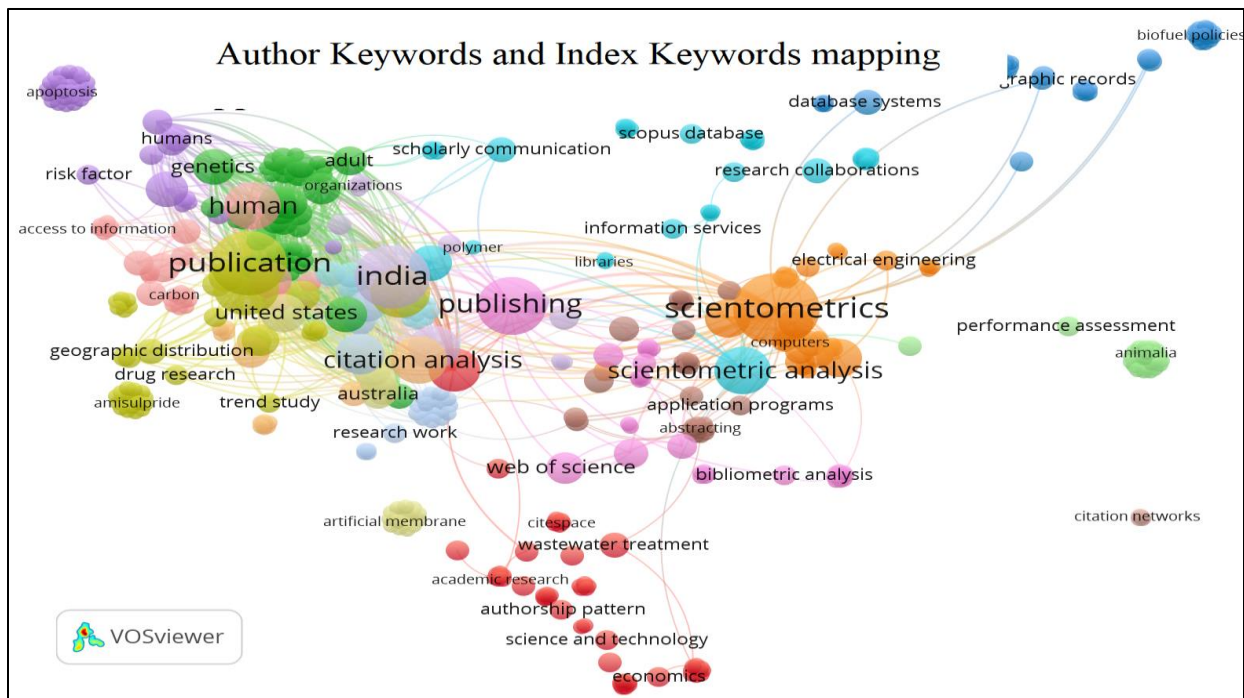 Author Keywords and Index Keywords mapping
biofuel policies
graphic records
apoptosis
database systems
humans
scopus database
adult
scholarly communication
genetics
risk factor
organizations
research collaborations
human
access to information
information services
polymer
publication
india
libraries
electrical engineering
carbon
publishing
scientometrics
united states
performance assessment
computers
geographic distribution
citation analysis
animalia
drug research
scientometric analysis
amisulpride
trend study
australia
application programs
abstracting
research work
web of science
bibliometric analysis
artificial membrane
citespace
citation networks
wastewater treatment
academic research
authorship pattern
science and technology
economics
VOSviewer